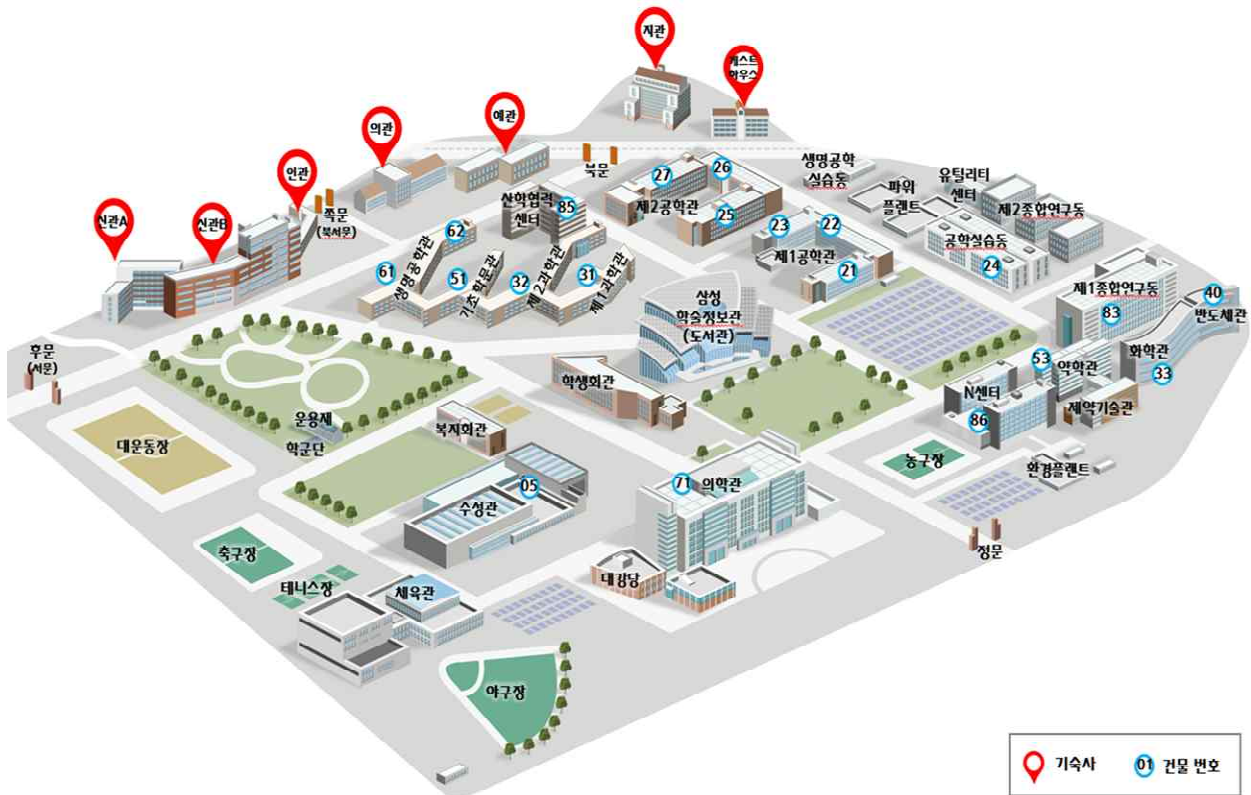 지관
게스트
하우스
예관
의관
인관
신관B
신관A
쪽문
(북서문)
북문
산학협력
센터
85
제2공학관
27
26
25
생명공학
실습동
파워
플랜트
유틸리티
센터
제2종합연구동
공학실습동
24
23
22
제1공학관
21
62
61
생명공학관
51
기초학문관
32
제2과학관
31
제1과학관
삼성
학술정보관
(도서관)
제1종합연구동
83
40
반도체관
화학관
33
53
약학관
N센터
86
제약기술관
후문
(서문)
학생회관
운용재
학군단
대운동장
복지회관
05
수성관
71
의학관
농구장
환경플랜트
정문
축구장
테니스장
체육관
대강당
야구장
기숙사
01 건물 번호